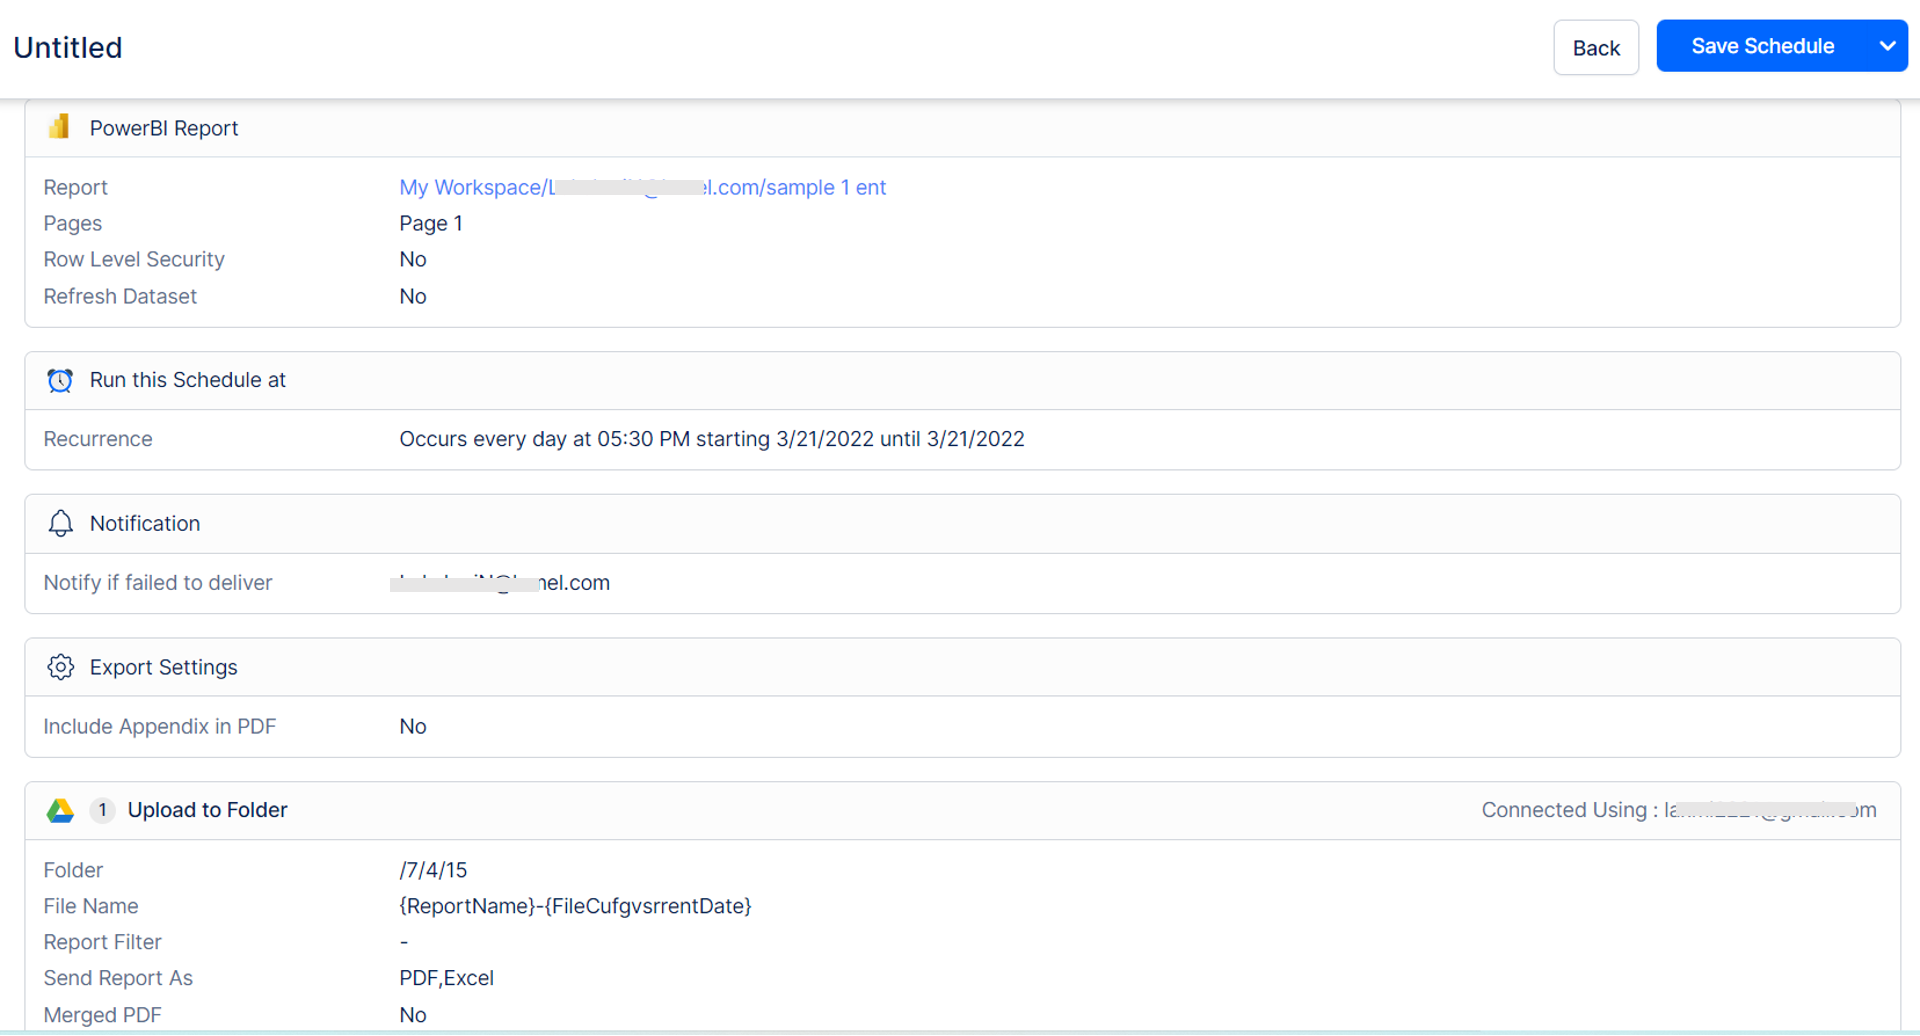 Untitled
Back
Save Schedule
PowerBI Report
Report
My Workspace/ .com/sample 1 ent
Pages
Page 1
Row Level Security
No
Refresh Dataset
No
Run this Schedule at
Recurrence
Occurs every day at 05:30 PM starting 3/21/2022 until 3/21/2022
Notification
Notify if failed to deliver
nel.com
Export Settings
Include Appendix in PDF
No
1 Upload to Folder
Connected Using :
Folder
/7/4/15
File Name
{ReportName}-{FileCufgvsrrentDate}
Report Filter
-
Send Report As
PDF,Excel
Merged PDF
No